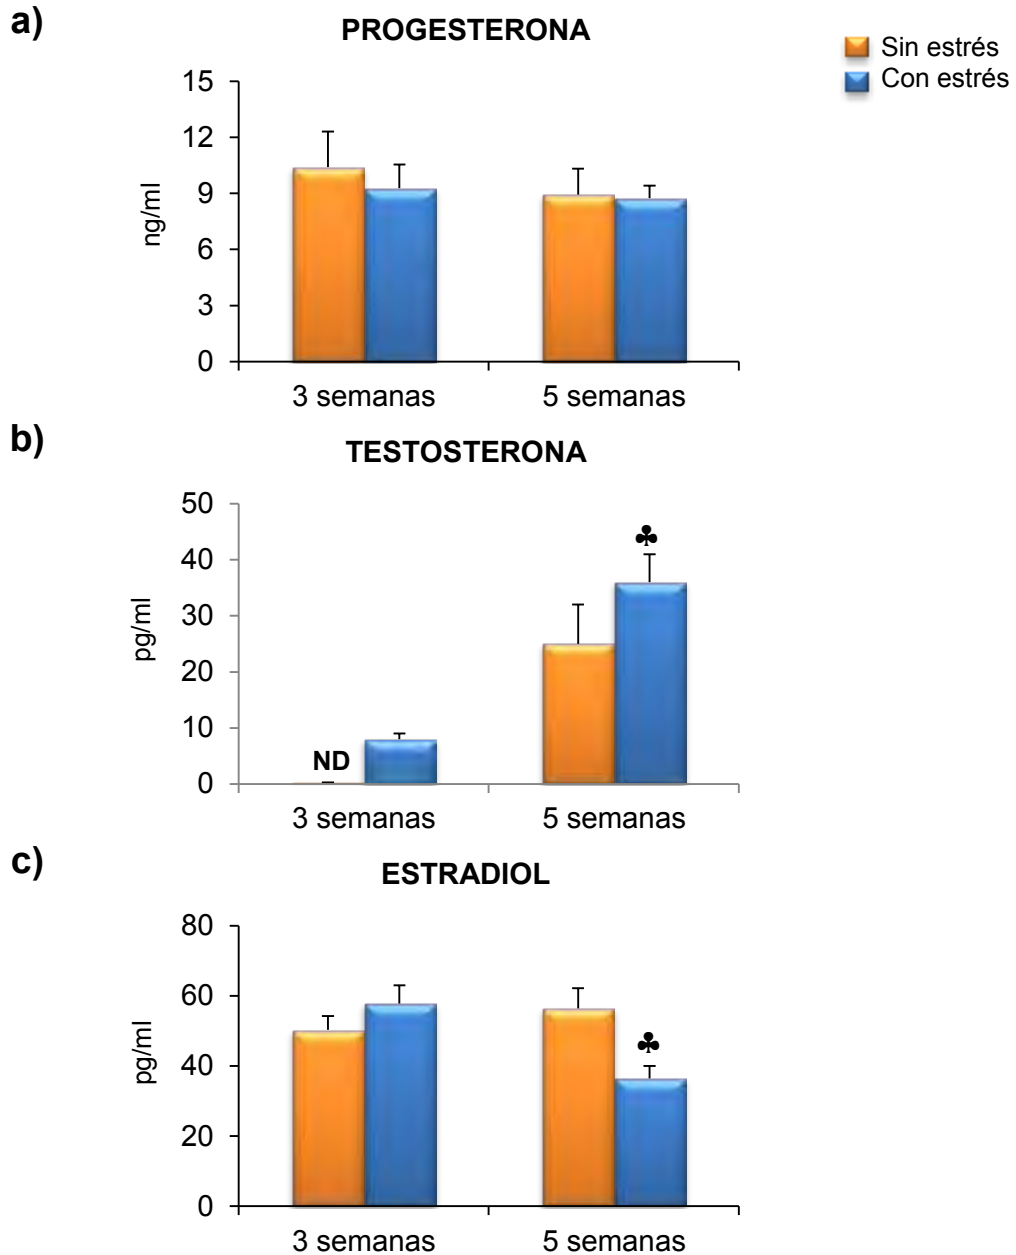 a)
PROGESTERONA
Sin estrés
Con estrés
15
12
9
6
3
0
ng/ml
3 semanas
5 semanas
b)
TESTOSTERONA
50
40
30
20
10
0
pg/ml
ND
♣
3 semanas
5 semanas
c)
ESTRADIOL
80
60
40
20
0
pg/ml
♣
3 semanas
5 semanas